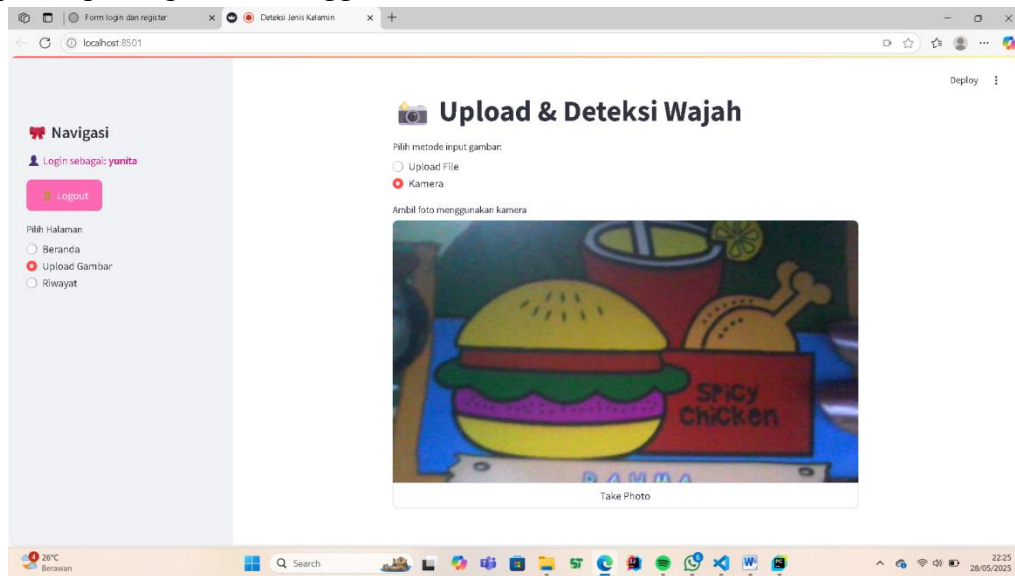 Form login dan register
Deteksi Jenis Kelamin
localhost:8501
Deploy
Navigasi
Login sebagai: yunita
Logout
Pilih Halaman
Beranda
Upload Gambar
Riwayat
Upload & Deteksi Wajah
Pilih metode input gambar:
Upload File
Kamera
Ambil foto menggunakan kamera
SPICY
CHICKEN
Take Photo
4
26°C
Berawan
Search
22:25
28/05/2025